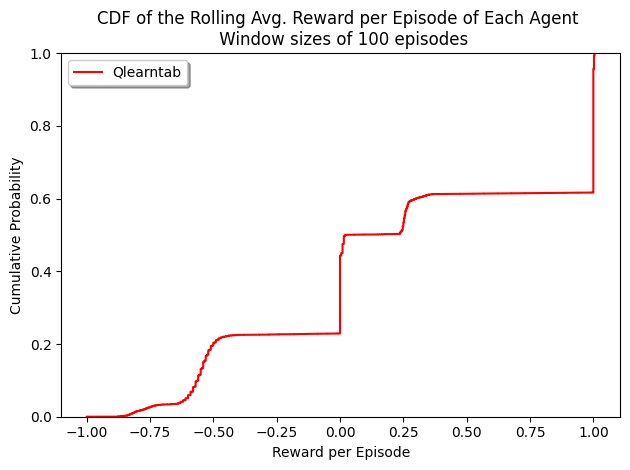 CDF of the Rolling Avg. Reward per Episode of Each Agent
Window sizes of 100 episodes
Qlearntab
Cumulative Probability
1.0
0.8
0.6
0.4
0.2
0.0
−1.00 −0.75 −0.50 −0.25 0.00 0.25 0.50 0.75 1.00
Reward per Episode